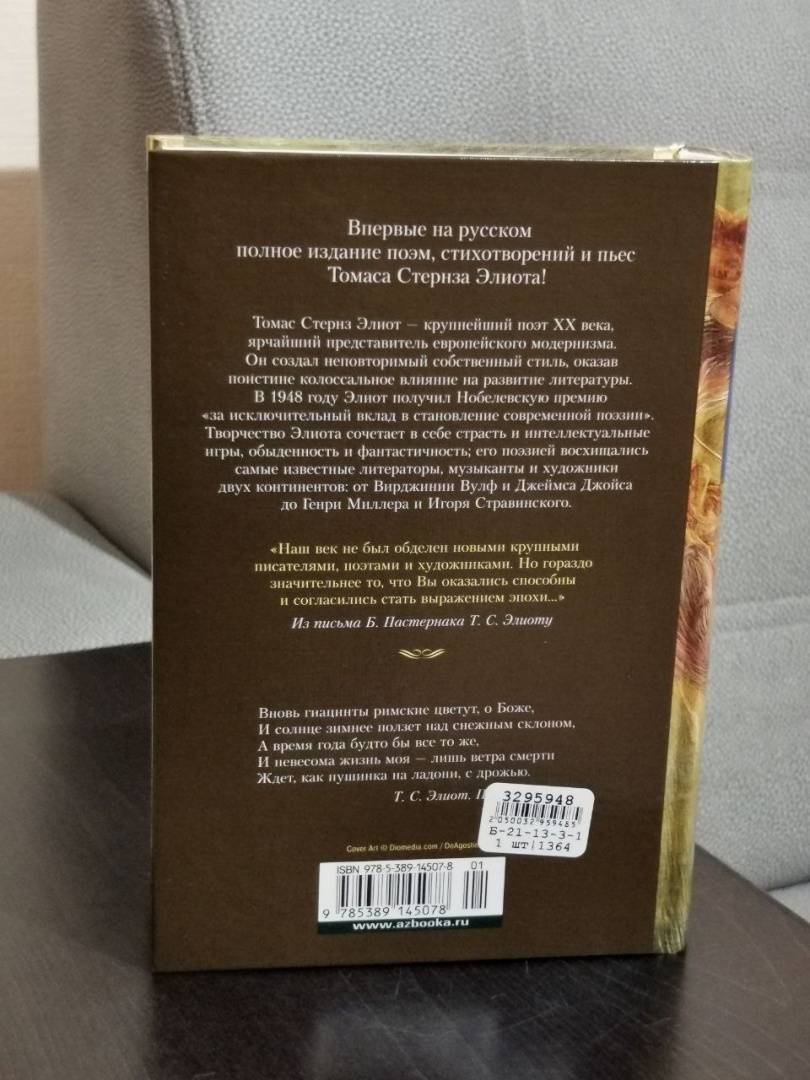 Впервые на русском
полное издание поэм, стихотворений и пьес
Томаса Стернза Элиота!
Томас Стернз Элиот – крупнейший поэт XX века,
ярчайший представитель европейского модернизма.
Он создал неповторимый собственный стиль, оказав
поистине колоссальное влияние на развитие литературы.
В 1948 году Элиот получил Нобелевскую премию
«за исключительный вклад в становление современной поэзии».
Творчество Элиота сочетает в себе страсть и интеллектуальные
игры, обыденность и фантастичность; его поэзией восхищались
самые известные литераторы, музыканты и художники
двух континентов: от Вирджинии Вулф и Джеймса Джойса
до Генри Миллера и Игоря Стравинского.
«Наш век не был обделен новыми крупными
писателями, поэтами и художниками. Но гораздо
значительнее то, что Вы оказались способны
и согласились стать выражением эпохи...»
Из письма Б. Пастернака Т. С. Элиоту
Вновь гиацинты римские цветут, о Боже,
И солнце зимнее ползет над снежным склоном,
А время года будто бы все то же,
И невесома жизнь моя – лишь ветра смерти
Ждет, как пушинка на ладони, с дрожью.
Т. С. Элиот.
3295948
2050032959485
Б-21-13-3-1
1 шт|1364
Cover Art © Diomedia.com /
ISBN 978-5-389-14507-8 01
9 785389 145078
www.azbooka.ru